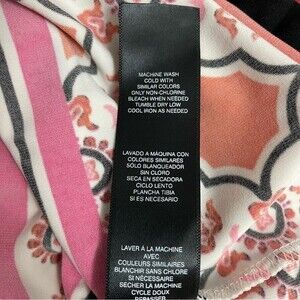 MACHINE WASH
COLD WITH
SIMILAR COLORS
ONLY NON-CHLORINE
BLEACH WHEN NEEDED
TUMBLE DRY LOW
COOL IRON AS NEEDED
LAVADO A MÁQUINA CON
COLORES SIMILARES
SÓLO BLANQUEADOR
SIN CLORO
SECA EN SECADORA
CICLO LENTO
PLANCHA TIBIA
SI ES NECESARIO
LAVER À LA MACHINE
AVEC
COULEURS SIMILAIRES
BLANCHIR SANS CHLORE
SI NÉCESSAIRE
SECHER LA MACHINE
CYCLE DOUX
REPASSER